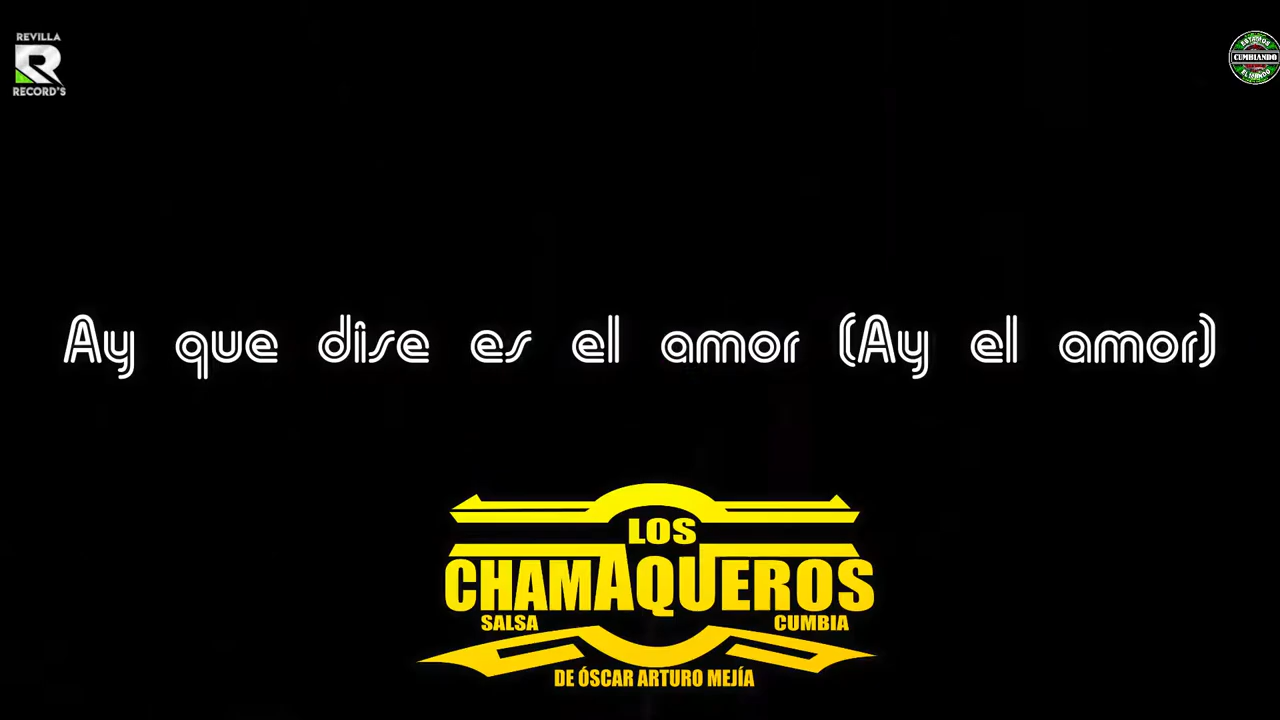 REVILLA
R
RECORD'S
CUMBIANDO
Ay que dise es el amor (Ay el amor)
LOS
CHAMAQUEROS
SALSA CUMBIA
DE ÓSCAR ARTURO MEJÍA